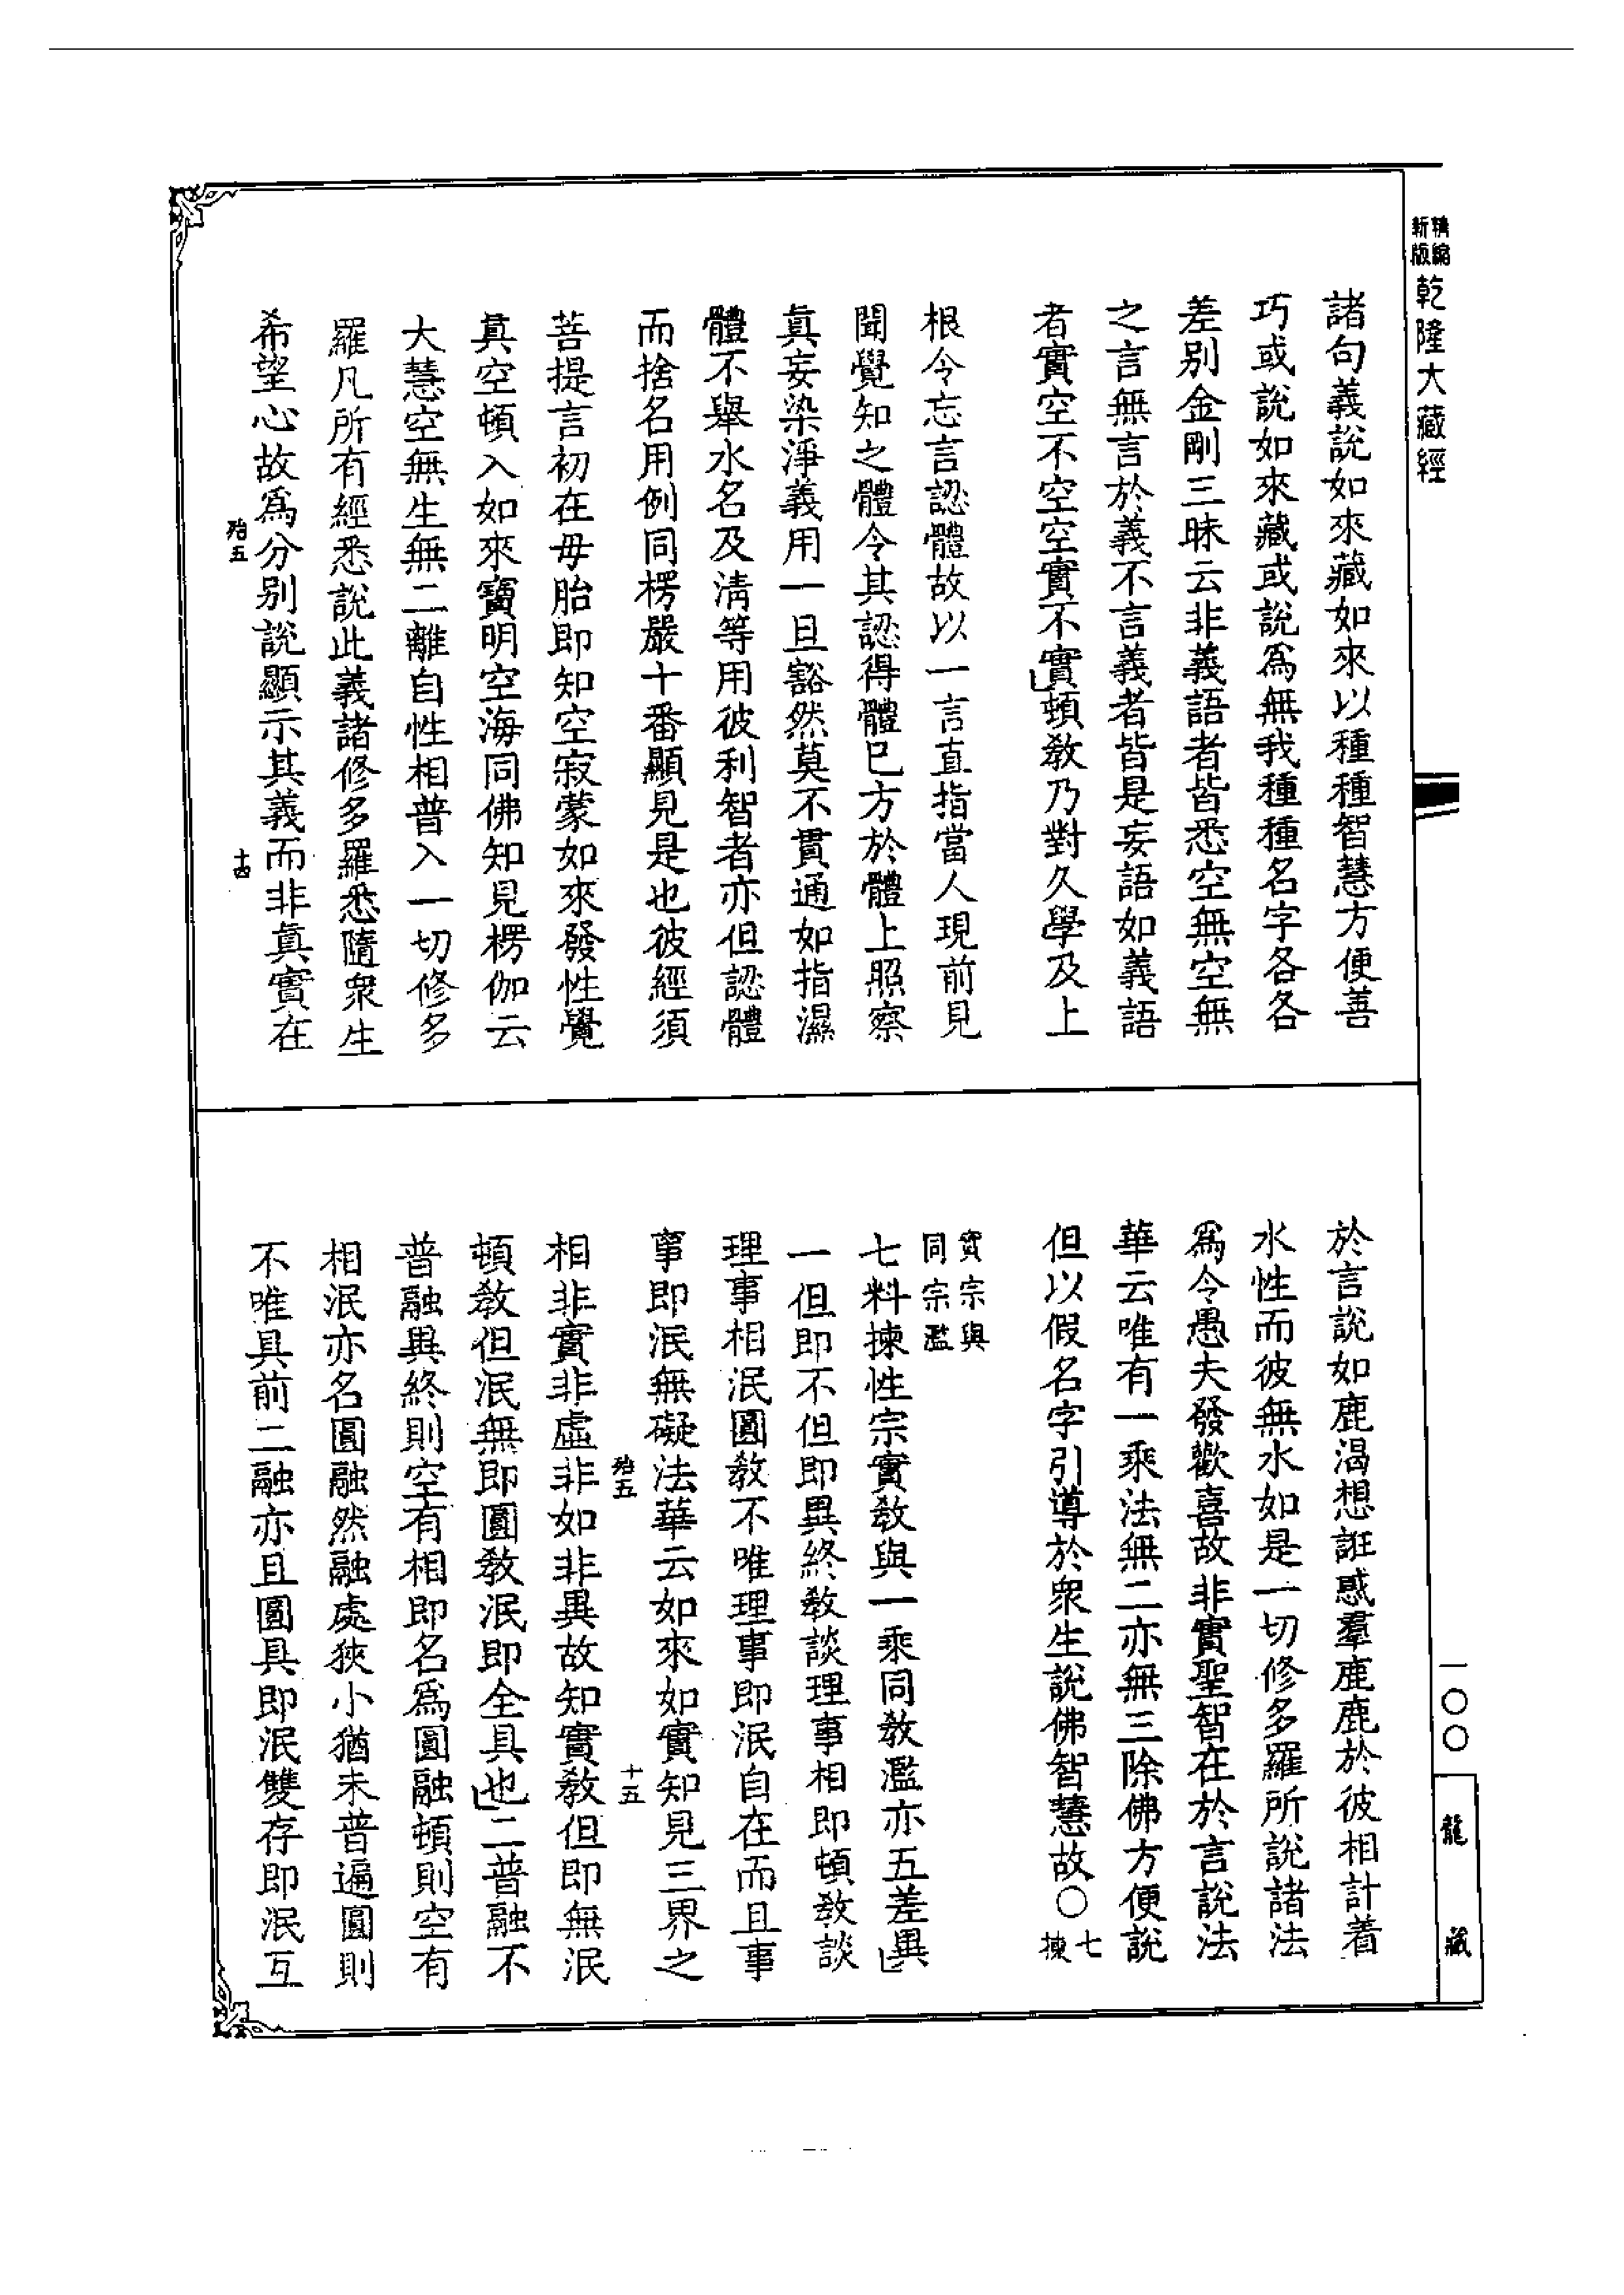 精編
新版
乾隆大藏經
諸句義說如來藏如來以種種智慧方便善
巧或說如來藏或說爲無我種種名字各各
差別金剛三昧云非義語者皆悉空無空無
之言無言於義不言義者皆是妄語如義語
者實空不空空實不實頓教乃對久學及上
根令忘言認體故以一言直指當人現前見
聞覺知之體令其認得體已方於體上照察
真妄染淨義用一旦豁然莫不貫通如指濕
體不舉水名及淸等用彼利智者亦但認體
而捨名用例同楞嚴十番顯見是也彼經須
菩提言初在毋胎即知空寂蒙如來發性覺
真空頓入如來寶明空海同佛知見楞伽云
大慧空無生無二離自性相普入一切修多
羅凡所有經悉說此義諸修多羅悉隨衆生
希望心故爲分別說顯示其義而非真實在
殆五
十四
於言說如鹿渴想誑惑羣鹿鹿於彼相計着
水性而彼無水如是一切修多羅所說諸法
爲令愚夫發歡喜故非實聖智在於言說法
華云唯有一乘法無二亦無三除佛方便說
但以假名字引導於衆生說佛智慧故〇七
揀
實宗與
同宗濫
七料揀性宗實教與一乘同教濫亦五差異
一但即不但即異終教談理事相即頓教談
理事相泯圓教不唯理事即泯自在而且事
事即泯無礙法華云如來如實知見三界之
殆五
十五
相非實非虛非如非異故知實教但即無泯
頓教但泯無即圓教泯即全具也二普融不
普融異終則空有相即名爲圓融頓則空有
相泯亦名圓融然融處狹小猶未普遍圓則
不唯具前二融亦且圓具即泯雙存即泯互
一〇〇
龍藏